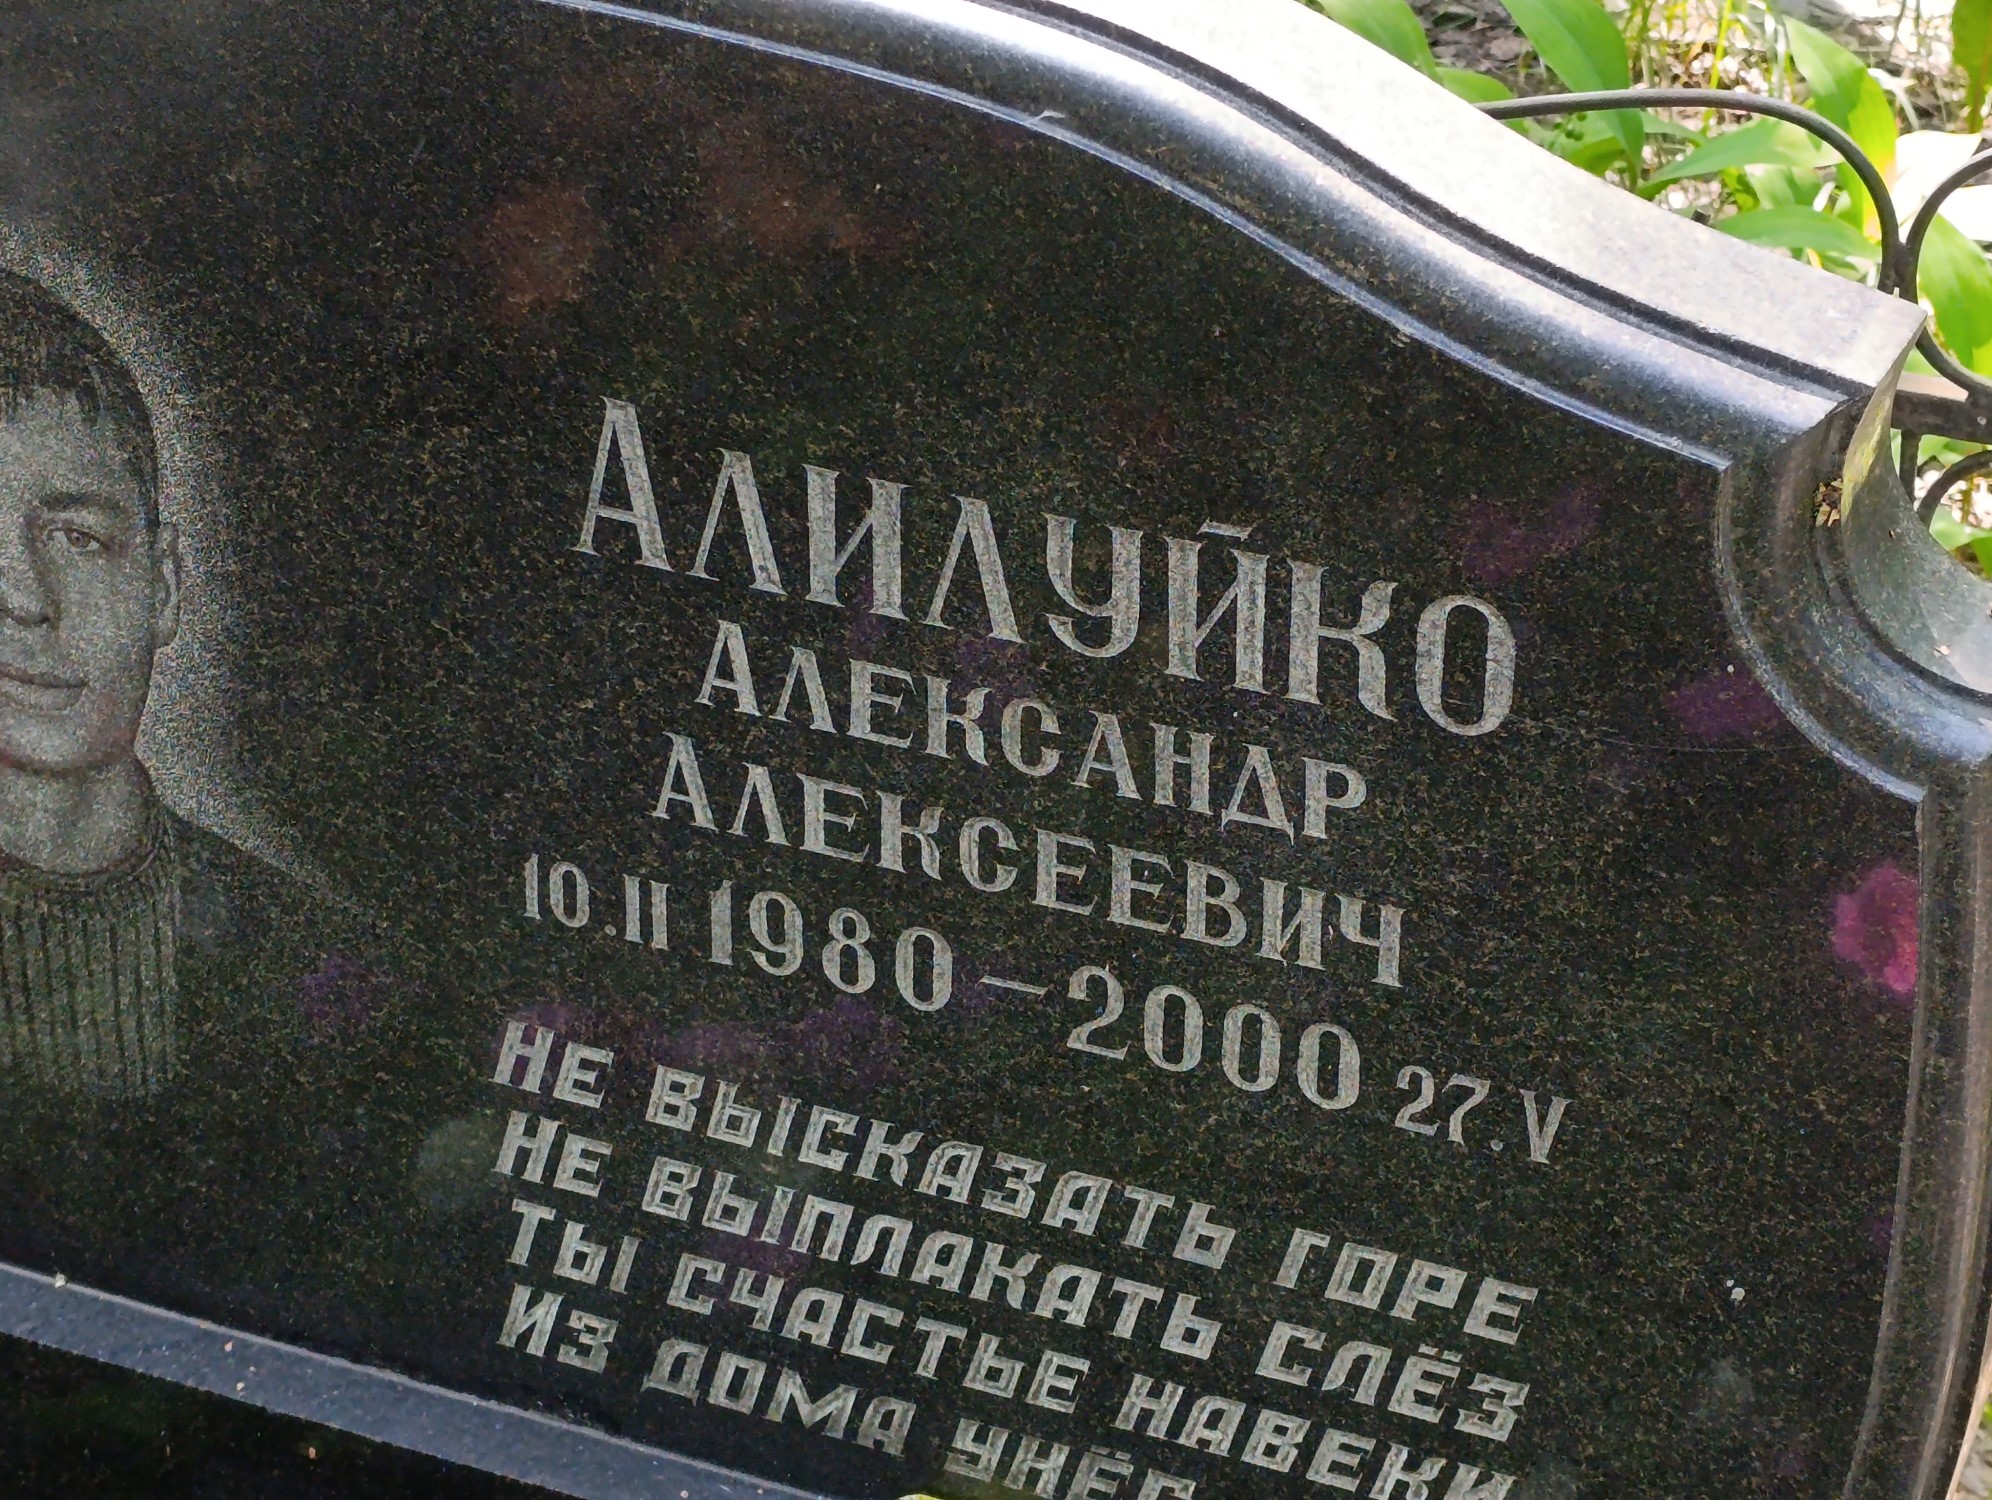 АЛИЛУЙКО
АЛЕКСАНДР
АЛЕКСЕЕВИЧ
10.II 1980 – 2000 27.V
НЕ ВЫСКАЗАТЬ ГОРЕ
НЕ ВЫПЛАКАТЬ СЛЁЗ
ТЫ СЧАСТЬЕ НАВЕКИ
ИЗ ДОМА УНЁС